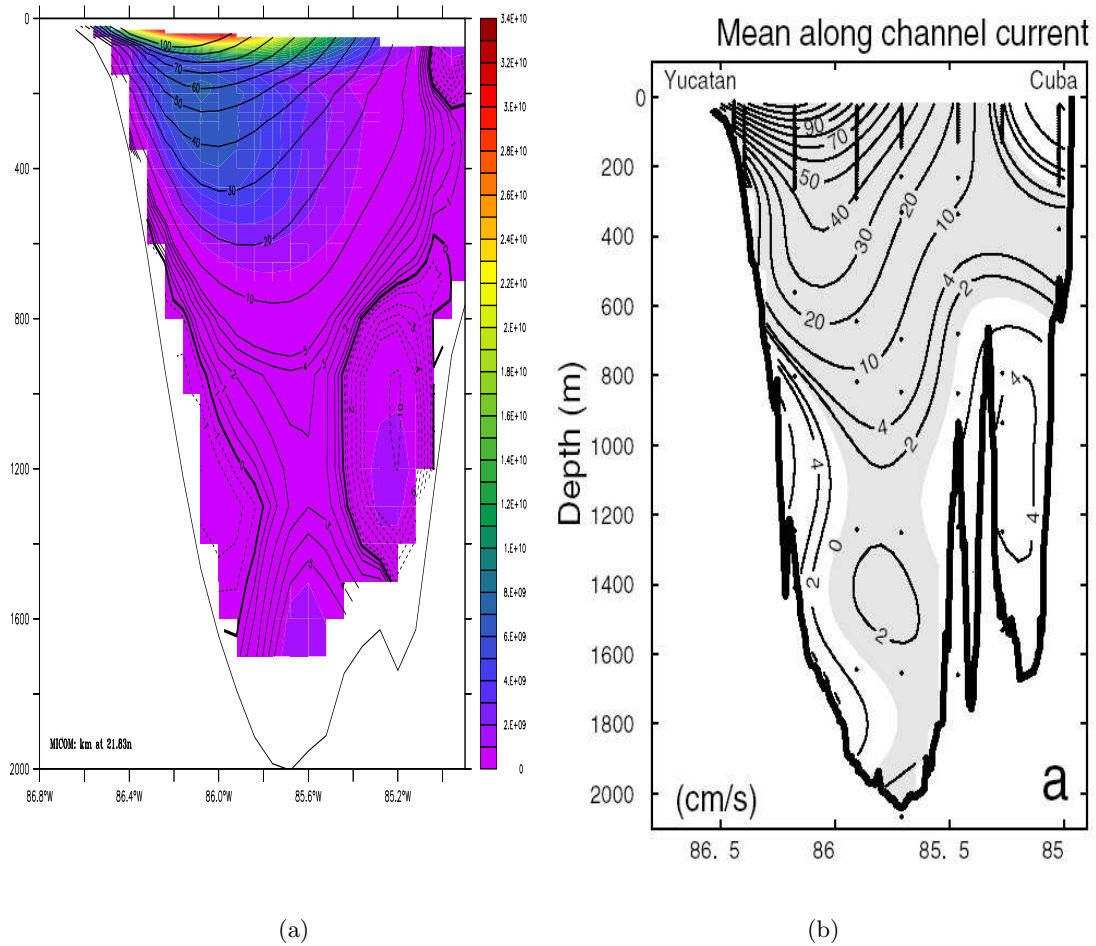 Mean along channel current
Yucatan
Cuba
0
400
800
1200
1600
2000
86.8°W
86.4°W
86.0°W
85.6°W
85.2°W
MICOM: km at 21.83n
100
70
60
50
40
30
20
10
5
4
3.4E+10
3.2E+10
3.E+10
2.8E+10
2.6E+10
2.4E+10
2.2E+10
2.E+10
1.8E+10
1.6E+10
1.4E+10
1.2E+10
1.E+10
8.E+09
6.E+09
4.E+09
2.E+09
0
Depth (m)
0
200
400
600
800
1000
1200
1400
1600
1800
2000
90
70
50
40
30
20
10
4
2
20
10
4
2
4
2
0
2
4
4
(cm/s)
a
86.5
86
85.5
85
(a)
(b)